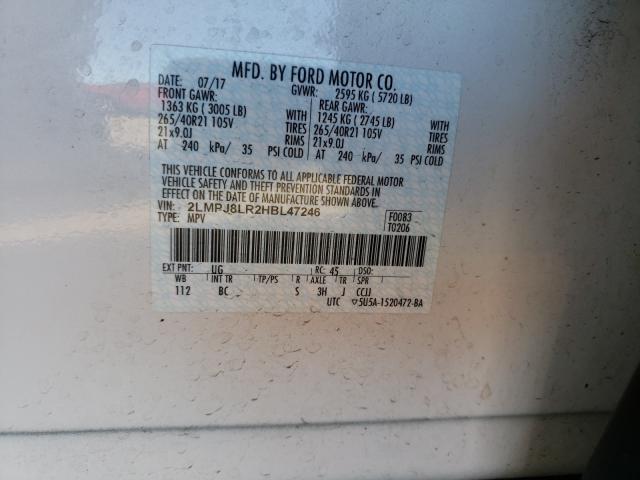 MFD. BY FORD MOTOR CO.
DATE: 07/17 GVWR: 2595 KG ( 5720 LB)
FRONT GAWR: REAR GAWR:
1363 KG ( 3005 LB) WITH 1245 KG ( 2745 LB) WITH
265/40R21 105V TIRES 265/40R21 105V TIRES
21x9.0J RIMS 21x9.0J RIMS
AT 240 kPa/ 35 PSI COLD AT 240 kPa/ 35 PSI COLD
THIS VEHICLE CONFORMS TO ALL APPLICABLE FEDERAL MOTOR
VEHICLE SAFETY AND THEFT PREVENTION STANDARDS IN
EFFECT ON THE DATE OF MANUFACTURE SHOWN ABOVE.
VIN: 2LMPJ8LR2HBL47246 F0083
TYPE: MPV T0206
EXT PNT: UG RC: 45 DSO:
WB INT TR TP/PS R AXLE TR SPR
112 BC S 3H J CCJJ
UTC ▽5U5A-1520472-BA